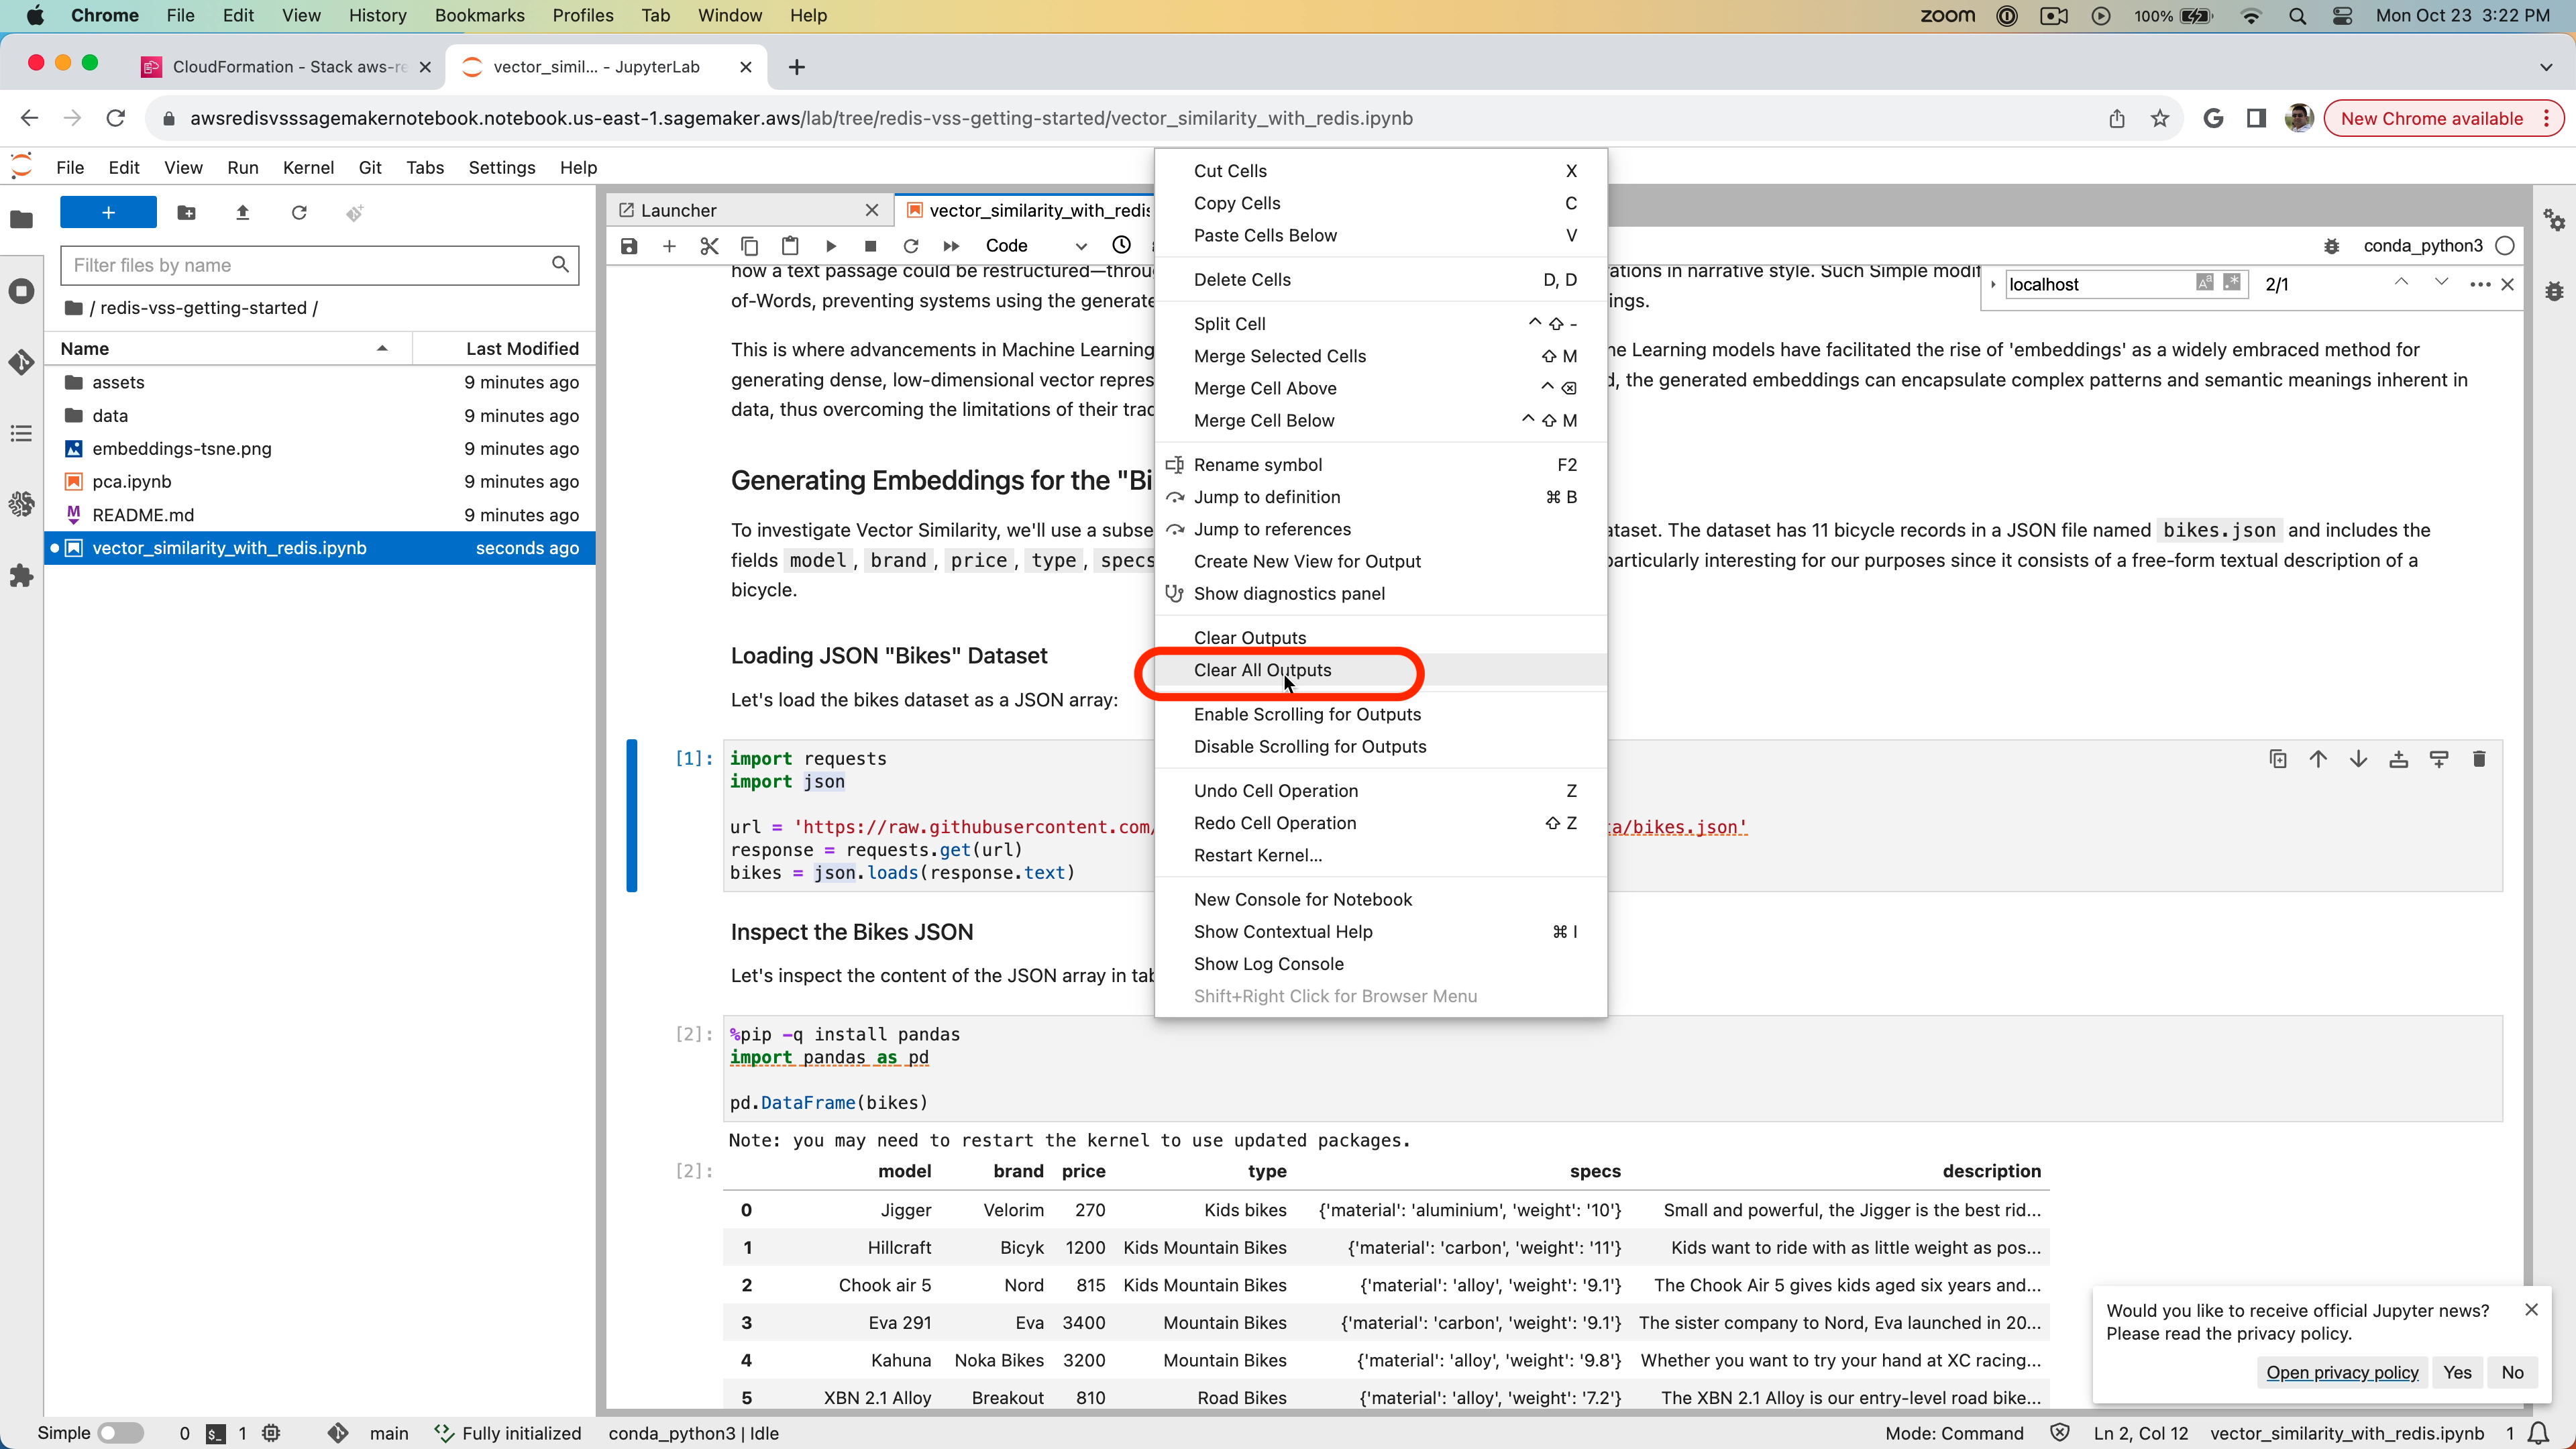 Chrome File Edit View History Bookmarks Profiles Tab Window Help
zoom 100% Mon Oct 23 3:22 PM
CloudFormation - Stack aws-re
vector_simil... - JupyterLab
awsredisvsssagemakernotebook.notebook.us-east-1.sagemaker.aws/lab/tree/redis-vss-getting-started/vector_similarity_with_redis.ipynb
New Chrome available
File Edit View Run Kernel Git Tabs Settings Help
Filter files by name
/ redis-vss-getting-started /
Name Last Modified
assets 9 minutes ago
data 9 minutes ago
embeddings-tsne.png 9 minutes ago
pca.ipynb 9 minutes ago
README.md 9 minutes ago
vector_similarity_with_redis.ipynb seconds ago
Launcher
vector_similarity_with_redis
Code
conda_python3
localhost 2/1
how a text passage could be restructured—throu
ations in narrative style. Such Simple modif
of-Words, preventing systems using the generate
ings.
This is where advancements in Machine Learning
ne Learning models have facilitated the rise of 'embeddings' as a widely embraced method for
generating dense, low-dimensional vector repres
d, the generated embeddings can encapsulate complex patterns and semantic meanings inherent in
data, thus overcoming the limitations of their trad
Generating Embeddings for the "Bi
To investigate Vector Similarity, we'll use a subse
ataset. The dataset has 11 bicycle records in a JSON file named bikes.json and includes the
fields model, brand, price, type, specs
particularly interesting for our purposes since it consists of a free-form textual description of a
bicycle.
Loading JSON "Bikes" Dataset
Let's load the bikes dataset as a JSON array:
[1]: import requests
import json
url = 'https://raw.githubusercontent.com/
ta/bikes.json'
response = requests.get(url)
bikes = json.loads(response.text)
Inspect the Bikes JSON
Let's inspect the content of the JSON array in tab
[2]: %pip -q install pandas
import pandas as pd
pd.DataFrame(bikes)
Note: you may need to restart the kernel to use updated packages.
[2]: model brand price type specs description
0 Jigger Velorim 270 Kids bikes {'material': 'aluminium', 'weight': '10'} Small and powerful, the Jigger is the best rid...
1 Hillcraft Bicyk 1200 Kids Mountain Bikes {'material': 'carbon', 'weight': '11'} Kids want to ride with as little weight as pos...
2 Chook air 5 Nord 815 Kids Mountain Bikes {'material': 'alloy', 'weight': '9.1'} The Chook Air 5 gives kids aged six years and...
3 Eva 291 Eva 3400 Mountain Bikes {'material': 'carbon', 'weight': '9.1'} The sister company to Nord, Eva launched in 20...
4 Kahuna Noka Bikes 3200 Mountain Bikes {'material': 'alloy', 'weight': '9.8'} Whether you want to try your hand at XC racing...
5 XBN 2.1 Alloy Breakout 810 Road Bikes {'material': 'alloy', 'weight': '7.2'} The XBN 2.1 Alloy is our entry-level road bike...
Cut Cells X
Copy Cells C
Paste Cells Below V
Delete Cells D, D
Split Cell ^ ⇧ -
Merge Selected Cells ⇧ M
Merge Cell Above ^ ⌫
Merge Cell Below ^ ⇧ M
Rename symbol F2
Jump to definition ⌘ B
Jump to references
Create New View for Output
Show diagnostics panel
Clear Outputs
Clear All Outputs
Enable Scrolling for Outputs
Disable Scrolling for Outputs
Undo Cell Operation Z
Redo Cell Operation ⇧ Z
Restart Kernel...
New Console for Notebook
Show Contextual Help ⌘ I
Show Log Console
Shift+Right Click for Browser Menu
Would you like to receive official Jupyter news?
Please read the privacy policy.
Open privacy policy Yes No
Simple 0 1 main Fully initialized conda_python3 | Idle
Mode: Command Ln 2, Col 12 vector_similarity_with_redis.ipynb 1